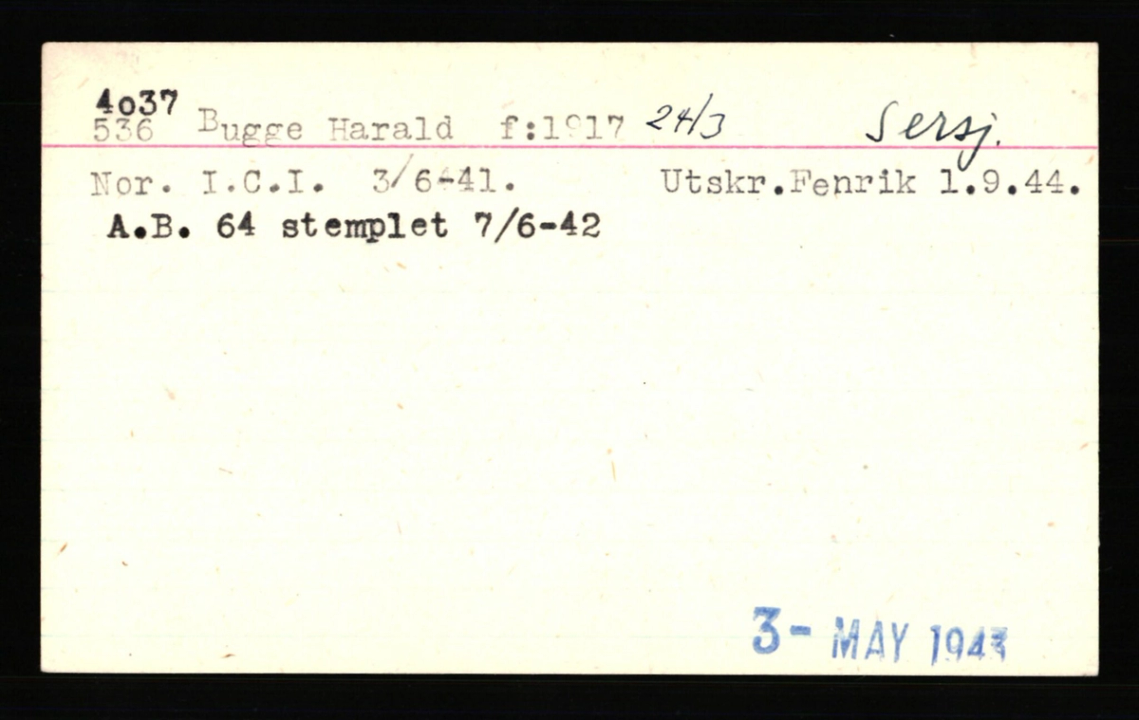 4o37
536 Bugge Harald f:1917 24/3 Sersj.
Nor. I.C.I. 3/6-41. Utskr.Fenrik 1.9.44.
A.B. 64 stemplet 7/6-42
3- MAY 1943